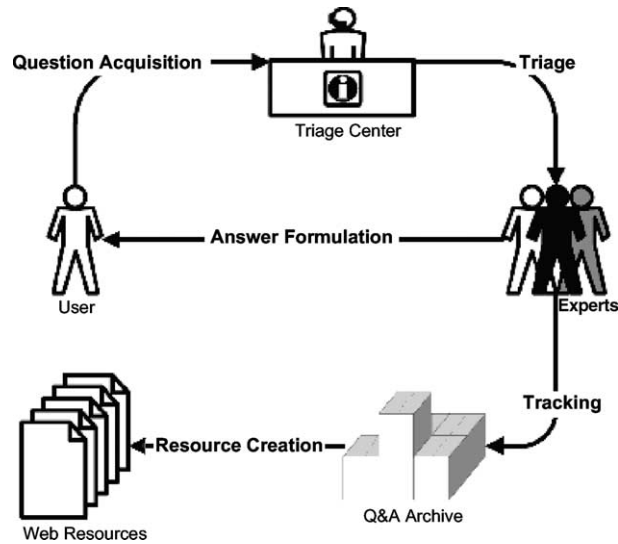 Question Acquisition
Triage
i
Triage Center
Answer Formulation
User
Experts
Tracking
Resource Creation
Web Resources
Q&A Archive